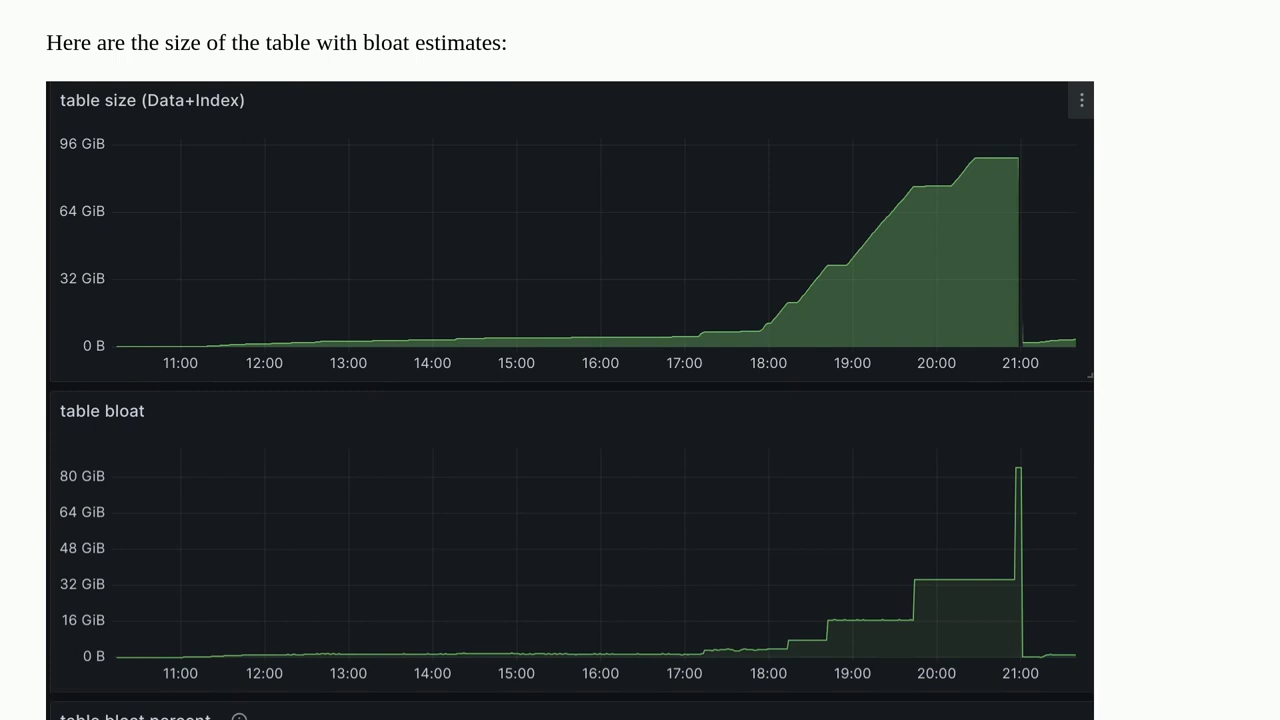 Here are the size of the table with bloat estimates:
table size (Data+Index)
96 GiB
64 GiB
32 GiB
0 B
11:00 12:00 13:00 14:00 15:00 16:00 17:00 18:00 19:00 20:00 21:00
table bloat
80 GiB
64 GiB
48 GiB
32 GiB
16 GiB
0 B
11:00 12:00 13:00 14:00 15:00 16:00 17:00 18:00 19:00 20:00 21:00
table bloat percent